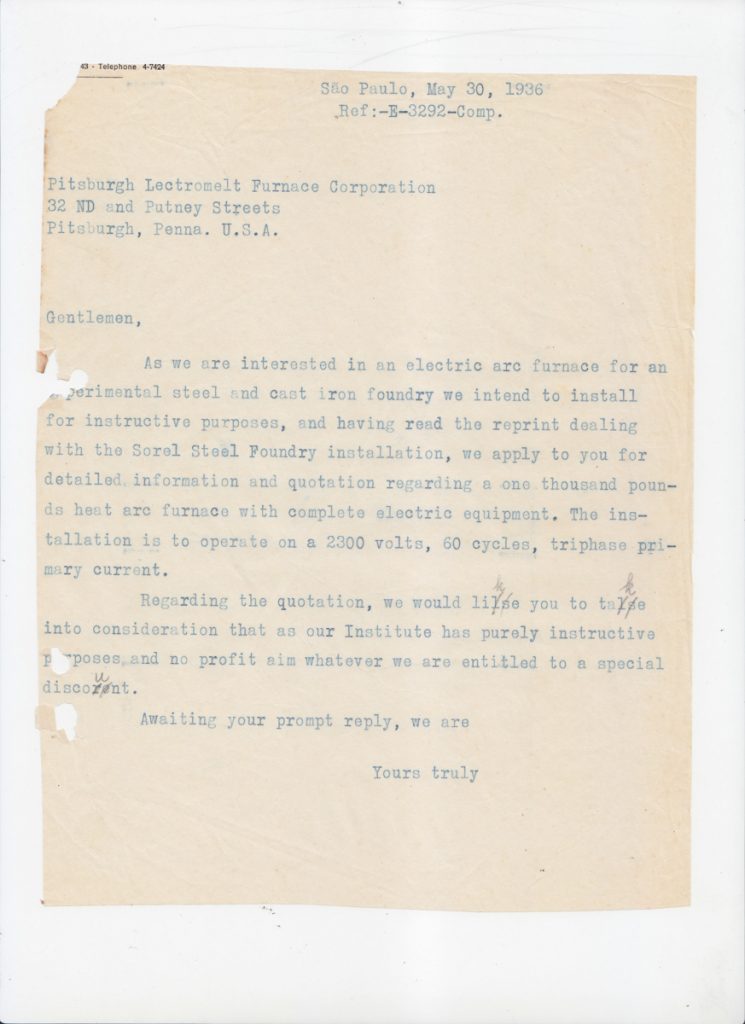 43 - Telephone 4-7424
São Paulo, May 30, 1936
Ref:-E-3292-Comp.
Pitsburgh Lectromelt Furnace Corporation
32 ND and Putney Streets
Pitsburgh, Penna. U.S.A.
Gentlemen,
As we are interested in an electric arc furnace for an
experimental steel and cast iron foundry we intend to install
for instructive purposes, and having read the reprint dealing
with the Sorel Steel Foundry installation, we apply to you for
detailed information and quotation regarding a one thousand poun-
ds heat arc furnace with complete electric equipment. The ins-
tallation is to operate on a 2300 volts, 60 cycles, triphase pri-
mary current.
Regarding the quotation, we would like you to take
into consideration that as our Institute has purely instructive
purposes and no profit aim whatever we are entitled to a special
discount.
Awaiting your prompt reply, we are
Yours truly